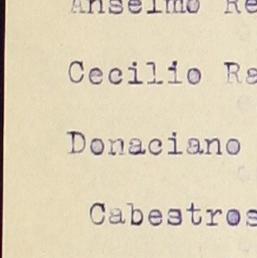 Anselmo Re
Cecilio Ra
Donaciano
Cabestros